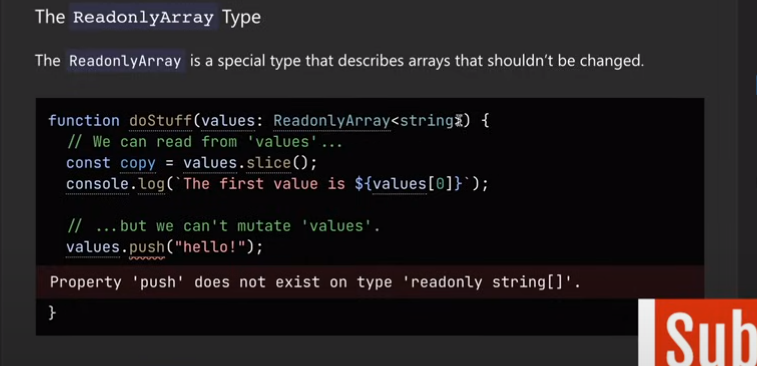 The ReadonlyArray Type
The ReadonlyArray is a special type that describes arrays that shouldn’t be changed.
function doStuff(values: ReadonlyArray<string>) {
// We can read from 'values'...
const copy = values.slice();
console.log(`The first value is ${values[0]}`);
// ...but we can't mutate 'values'.
values.push("hello!");
Property 'push' does not exist on type 'readonly string[]'.
}
Sub